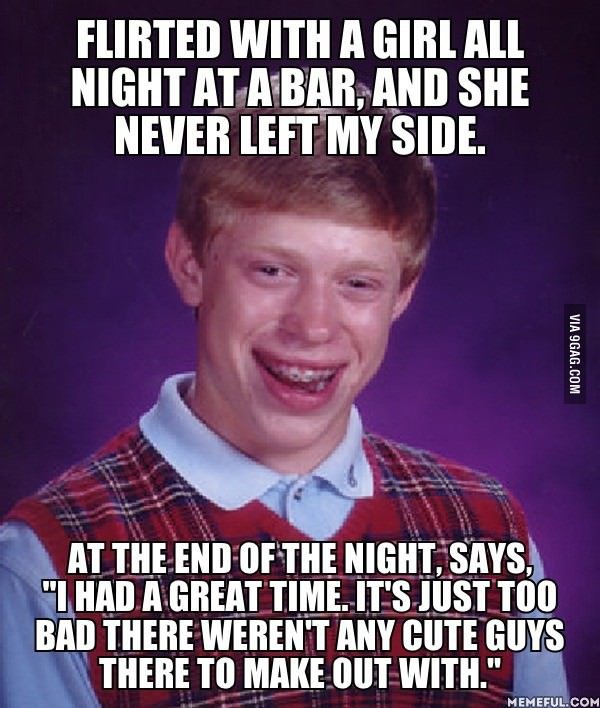 FLIRTED WITH A GIRL ALL
NIGHT AT A BAR, AND SHE
NEVER LEFT MY SIDE.
VIA 9GAG.COM
AT THE END OF THE NIGHT, SAYS,
"I HAD A GREAT TIME. IT'S JUST TOO
BAD THERE WEREN'T ANY CUTE GUYS
THERE TO MAKE OUT WITH."
MEMEFUL.COM